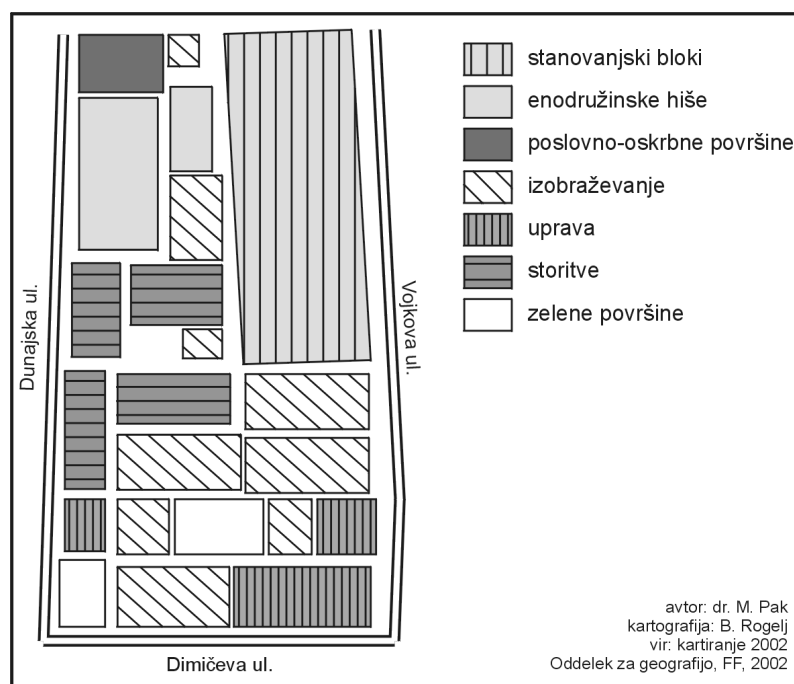 stanovanjski bloki
enodružinske hiše
poslovno-oskrbne površine
izobraževanje
uprava
storitve
zelene površine
Dunajska ul.
Vojkova ul.
Dimičeva ul.
avtor: dr. M. Pak
kartografija: B. Rogelj
vir: kartiranje 2002
Oddelek za geografijo, FF, 2002